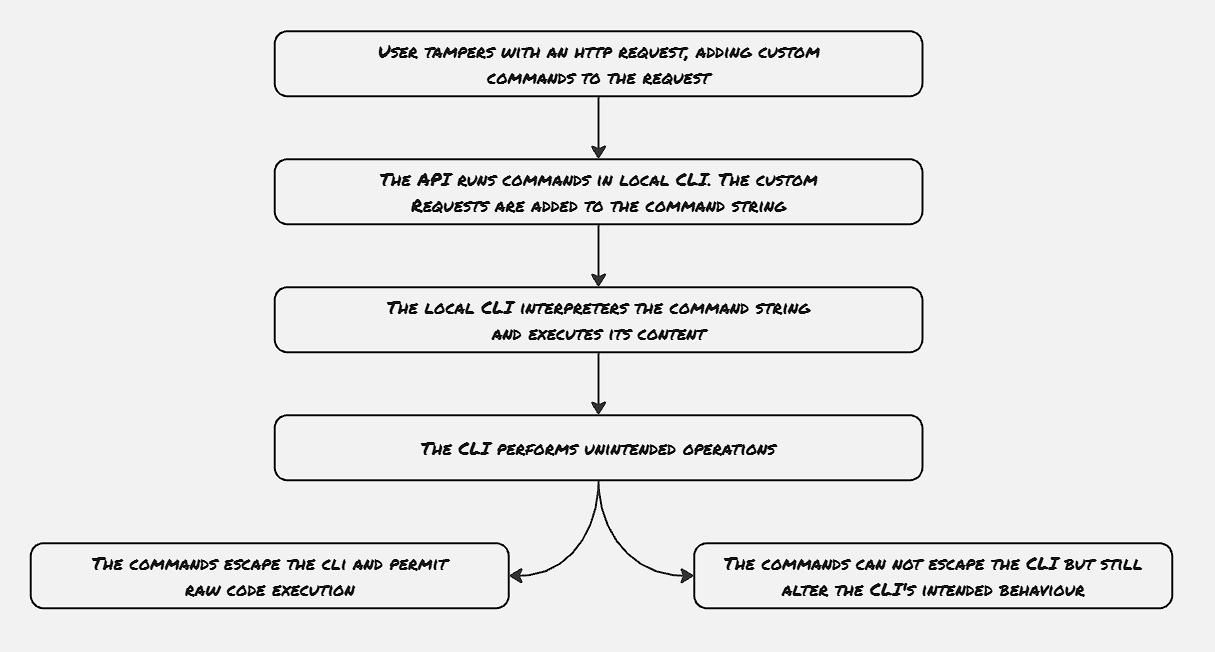 User tampers with an HTTP request, adding custom
commands to the request
The API runs commands in local CLI. The custom
Requests are added to the command string
The local CLI interpreters the command string
and executes its content
The CLI performs unintended operations
The commands escape the cli and permit
raw code execution
The commands can not escape the CLI but still
alter the CLI's intended behaviour